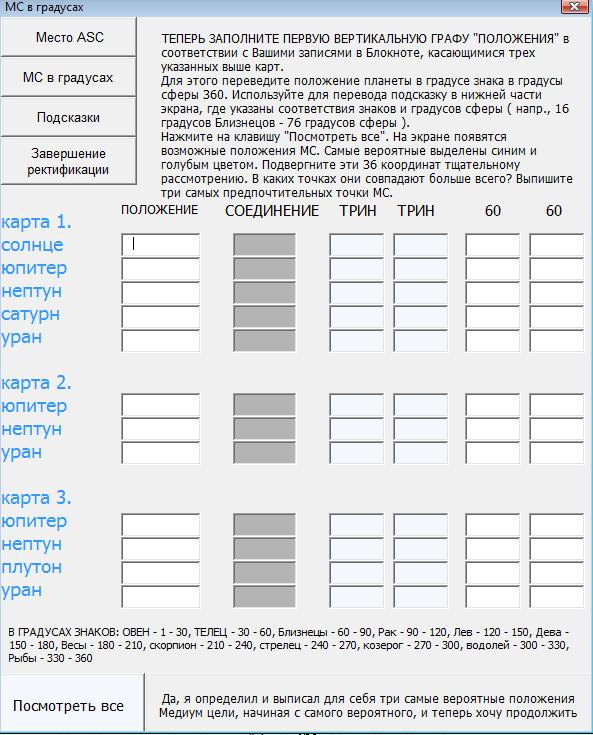 МС в градусах
Место ASC
МС в градусах
Подсказки
Завершение
ректификации
ТЕПЕРЬ ЗАПОЛНИТЕ ПЕРВУЮ ВЕРТИКАЛЬНУЮ ГРАФУ "ПОЛОЖЕНИЯ" в
соответствии с Вашими записями в Блокноте, касающимися трех
указанных выше карт.
Для этого переведите положение планеты в градусе знака в градусы
сферы 360. Используйте для перевода подсказку в нижней части
экрана, где указаны соответствия знаков и градусов сферы ( напр., 16
градусов Близнецов - 76 градусов сферы ).
Нажмите на клавишу "Посмотреть все". На экране появятся
возможные положения МС. Самые вероятные выделены синим и
голубым цветом. Подвергните эти 36 координат тщательному
рассмотрению. В каких точках они совпадают больше всего? Выпишите
три самых предпочтительных точки МС.
ПОЛОЖЕНИЕ СОЕДИНЕНИЕ ТРИН ТРИН 60 60
карта 1.
солнце
юпитер
нептун
сатурн
уран
карта 2.
юпитер
нептун
уран
карта 3.
юпитер
нептун
плутон
уран
В ГРАДУСАХ ЗНАКОВ: ОВЕН - 1 - 30, ТЕЛЕЦ - 30 - 60, Близнецы - 60 - 90, Рак - 90 - 120, Лев - 120 - 150, Дева -
150 - 180, Весы - 180 - 210, скорпион - 210 - 240, стрелец - 240 - 270, козерог - 270 - 300, водолей - 300 - 330,
Рыбы - 330 - 360
Посмотреть все
Да, я определил и выписал для себя три самые вероятные положения
Медиум цели, начиная с самого вероятного, и теперь хочу продолжить